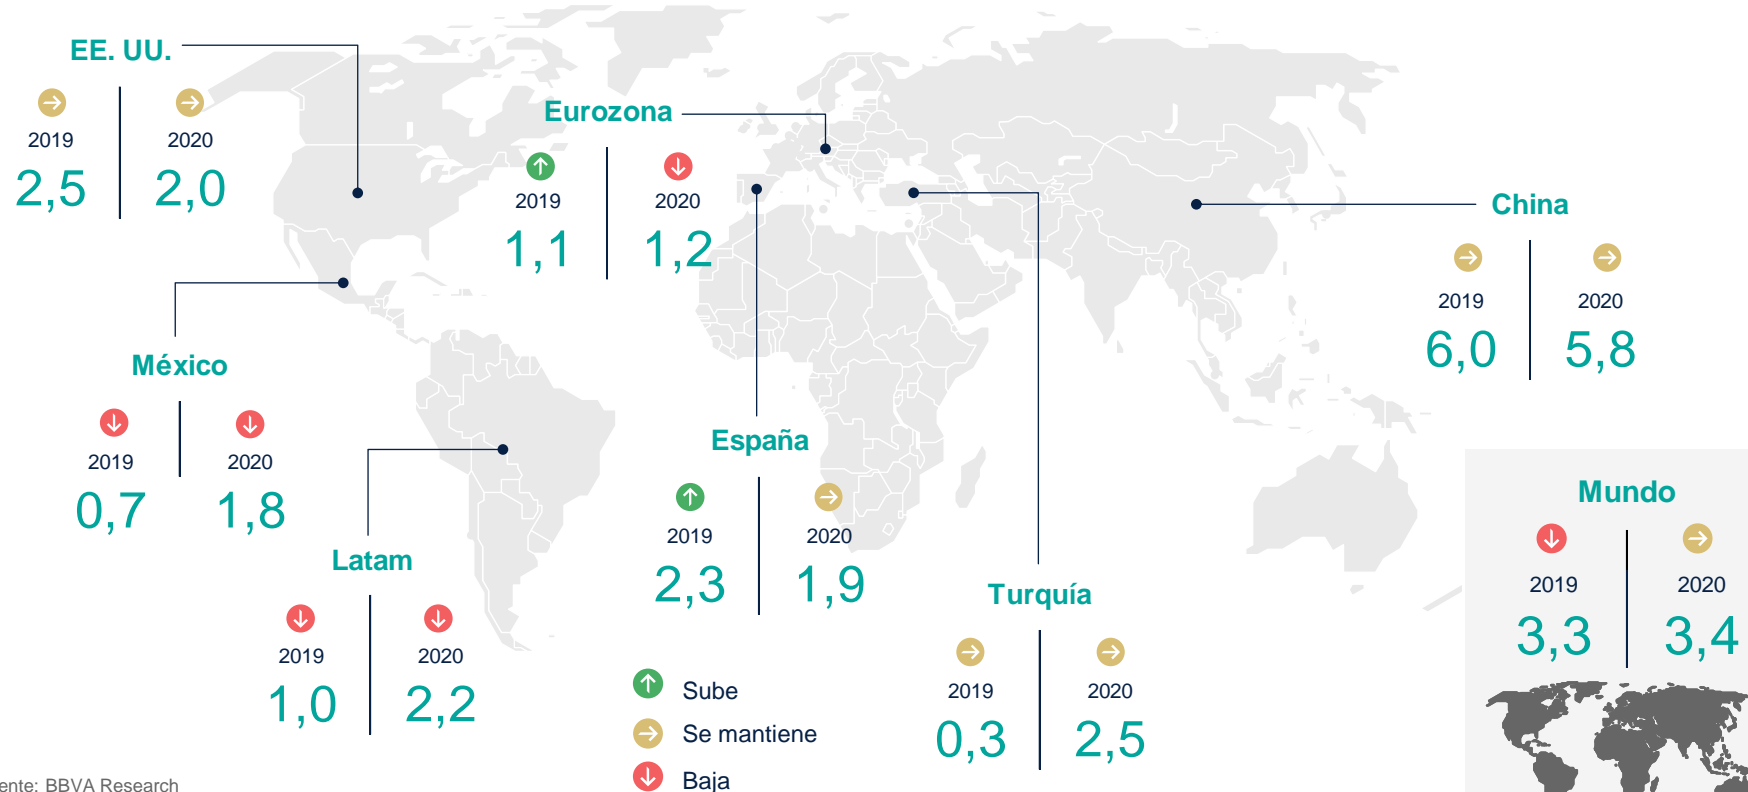 EE. UU.
2019 2020
2,5 2,0
Eurozona
2019 2020
1,1 1,2
China
2019 2020
6,0 5,8
México
2019 2020
0,7 1,8
España
2019 2020
2,3 1,9
Latam
2019 2020
1,0 2,2
Turquía
2019 2020
0,3 2,5
Mundo
2019 2020
3,3 3,4
Sube
Se mantiene
Baja
ente: BBVA Research